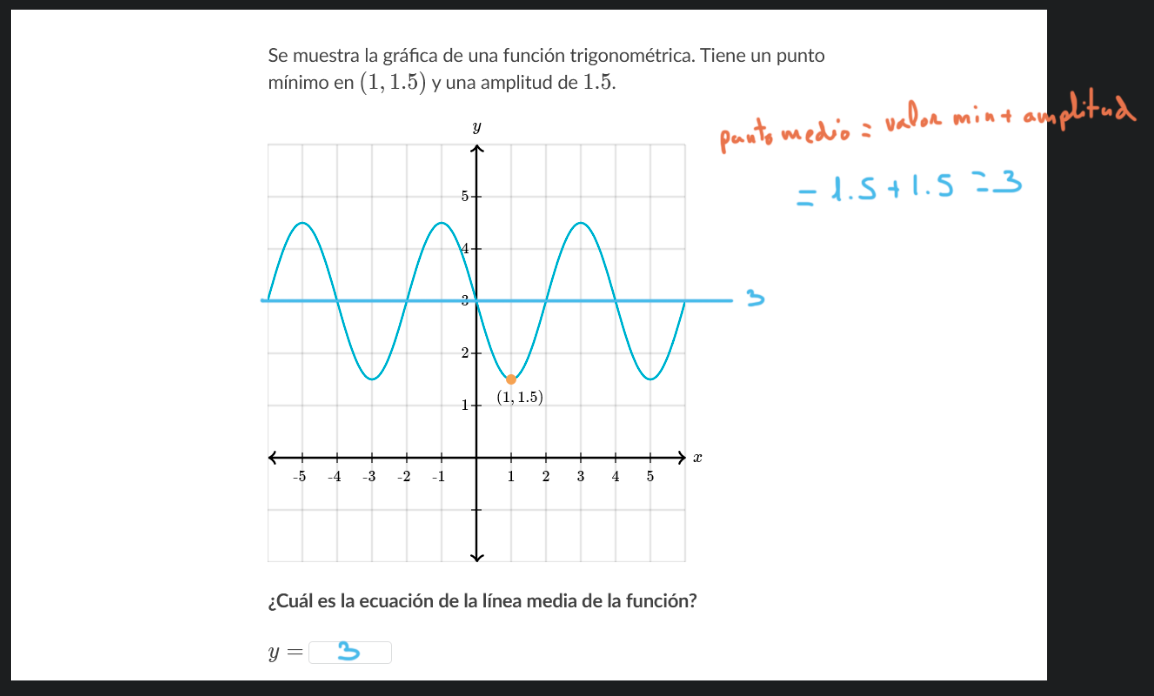 Se muestra la gráfica de una función trigonométrica. Tiene un punto
mínimo en (1, 1.5) y una amplitud de 1.5.
punto medio = valor min + amplitud
= 1.5 + 1.5 = 3
y
5
4
3
3
2
1
(1, 1.5)
x
-5 -4 -3 -2 -1 1 2 3 4 5
¿Cuál es la ecuación de la línea media de la función?
y = 3